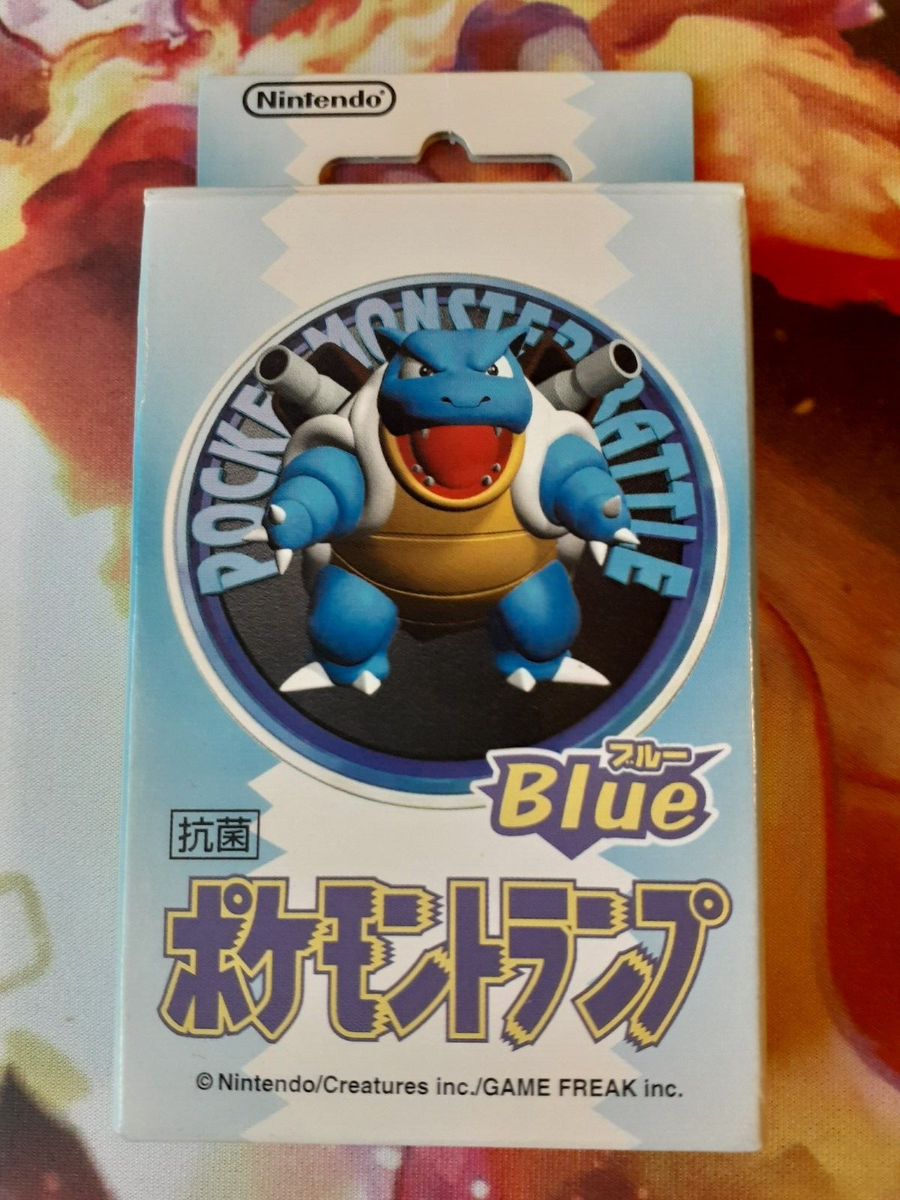 Nintendo®
POCKET MONSTER BATTLE
ブルー
Blue
抗菌
ポケモントランプ
© Nintendo/Creatures inc./GAME FREAK inc.